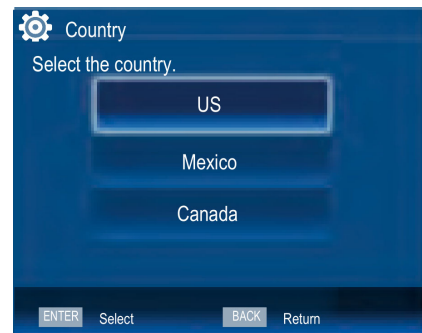 Country
Select the country.
US
Mexico
Canada
ENTER Select BACK Return